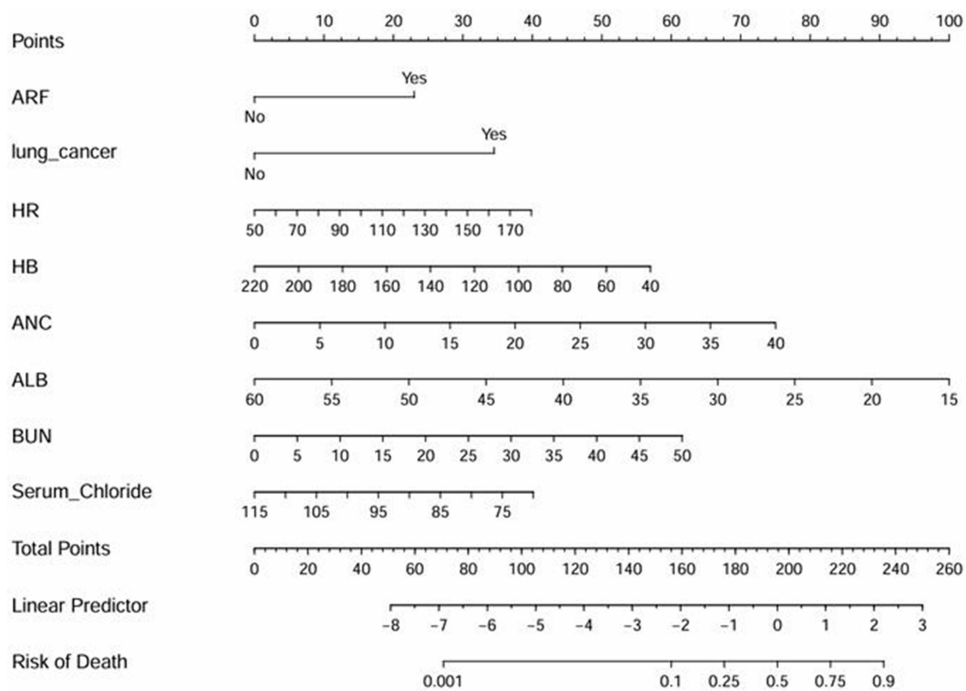 Points 0 10 20 30 40 50 60 70 80 90 100
Yes
ARF
No
Yes
lung_cancer
No
HR
50 70 90 110 130 150 170
HB
220 200 180 160 140 120 100 80 60 40
ANC
0 5 10 15 20 25 30 35 40
ALB
60 55 50 45 40 35 30 25 20 15
BUN
0 5 10 15 20 25 30 35 40 45 50
Serum_Chloride
115 105 95 85 75
Total Points
0 20 40 60 80 100 120 140 160 180 200 220 240 260
Linear Predictor
−8 −7 −6 −5 −4 −3 −2 −1 0 1 2 3
Risk of Death
0.001 0.1 0.25 0.5 0.75 0.9